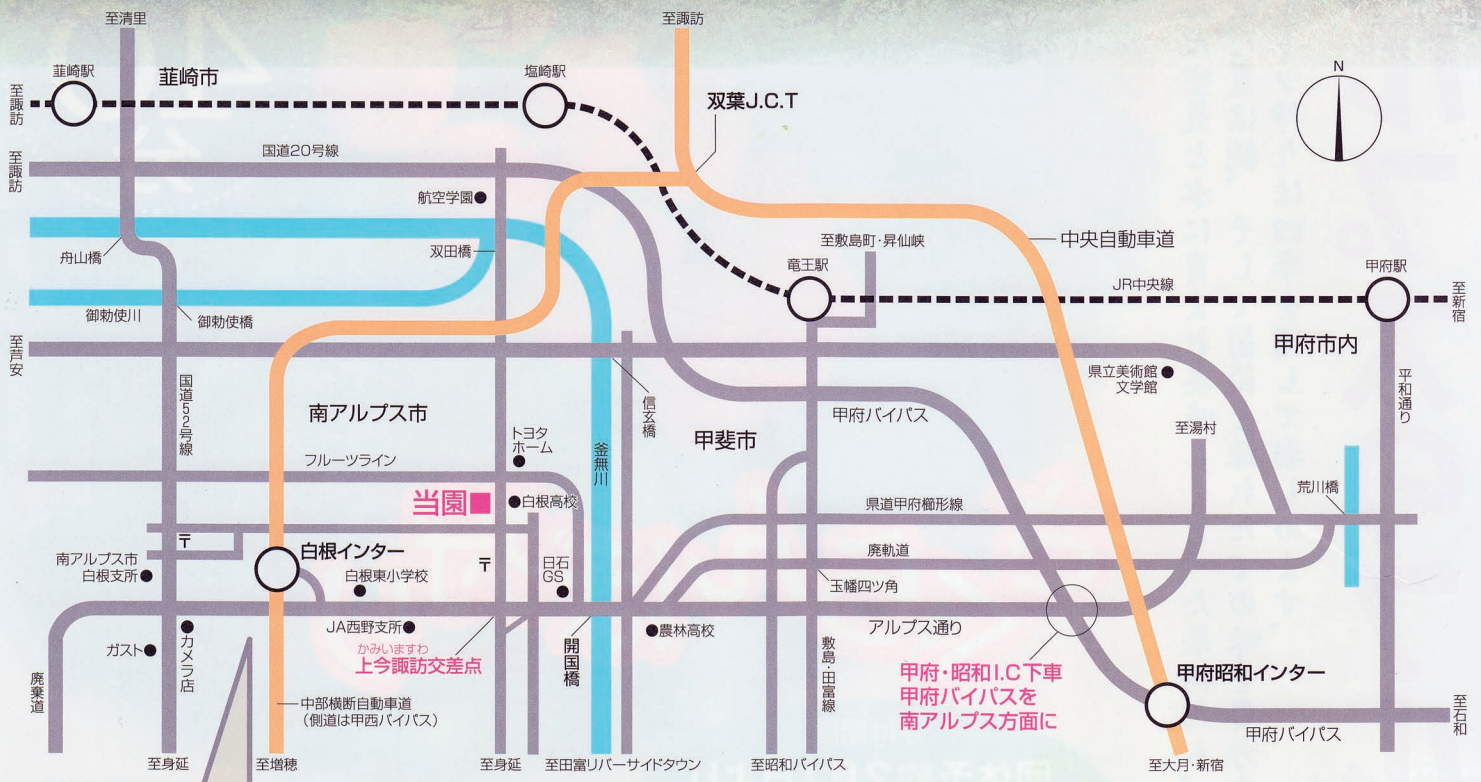 至清里
至諏訪
N
韮崎駅
韮崎市
塩崎駅
至諏訪
双葉J.C.T
国道20号線
至諏訪
航空学園
至敷島町・昇仙峡
中央自動車道
舟山橋
双田橋
竜王駅
甲府駅
JR中央線
至新宿
御勅使川
御勅使橋
至芦安
甲府市内
県立美術館
文学館
国道52号線
南アルプス市
信玄橋
甲府バイパス
平和通り
トヨタ
ホーム
甲斐市
至湯村
フルーツライン
釜無川
荒川橋
当園
白根高校
県道甲府櫛形線
〒
白根インター
廃軌道
南アルプス市
白根支所
〒
日石
GS
白根東小学校
玉幡四ツ角
JA西野支所
農林高校
アルプス通り
ガスト
カメラ店
かみいますわ
上今諏訪交差点
開国橋
敷島・田富線
甲府・昭和I.C下車
甲府バイパスを
南アルプス方面に
甲府昭和インター
廃棄道
中部横断自動車道
(側道は甲西バイパス)
甲府バイパス
至石和
至身延
至増穂
至身延
至田富リバーサイドタウン
至昭和バイパス
至大月・新宿